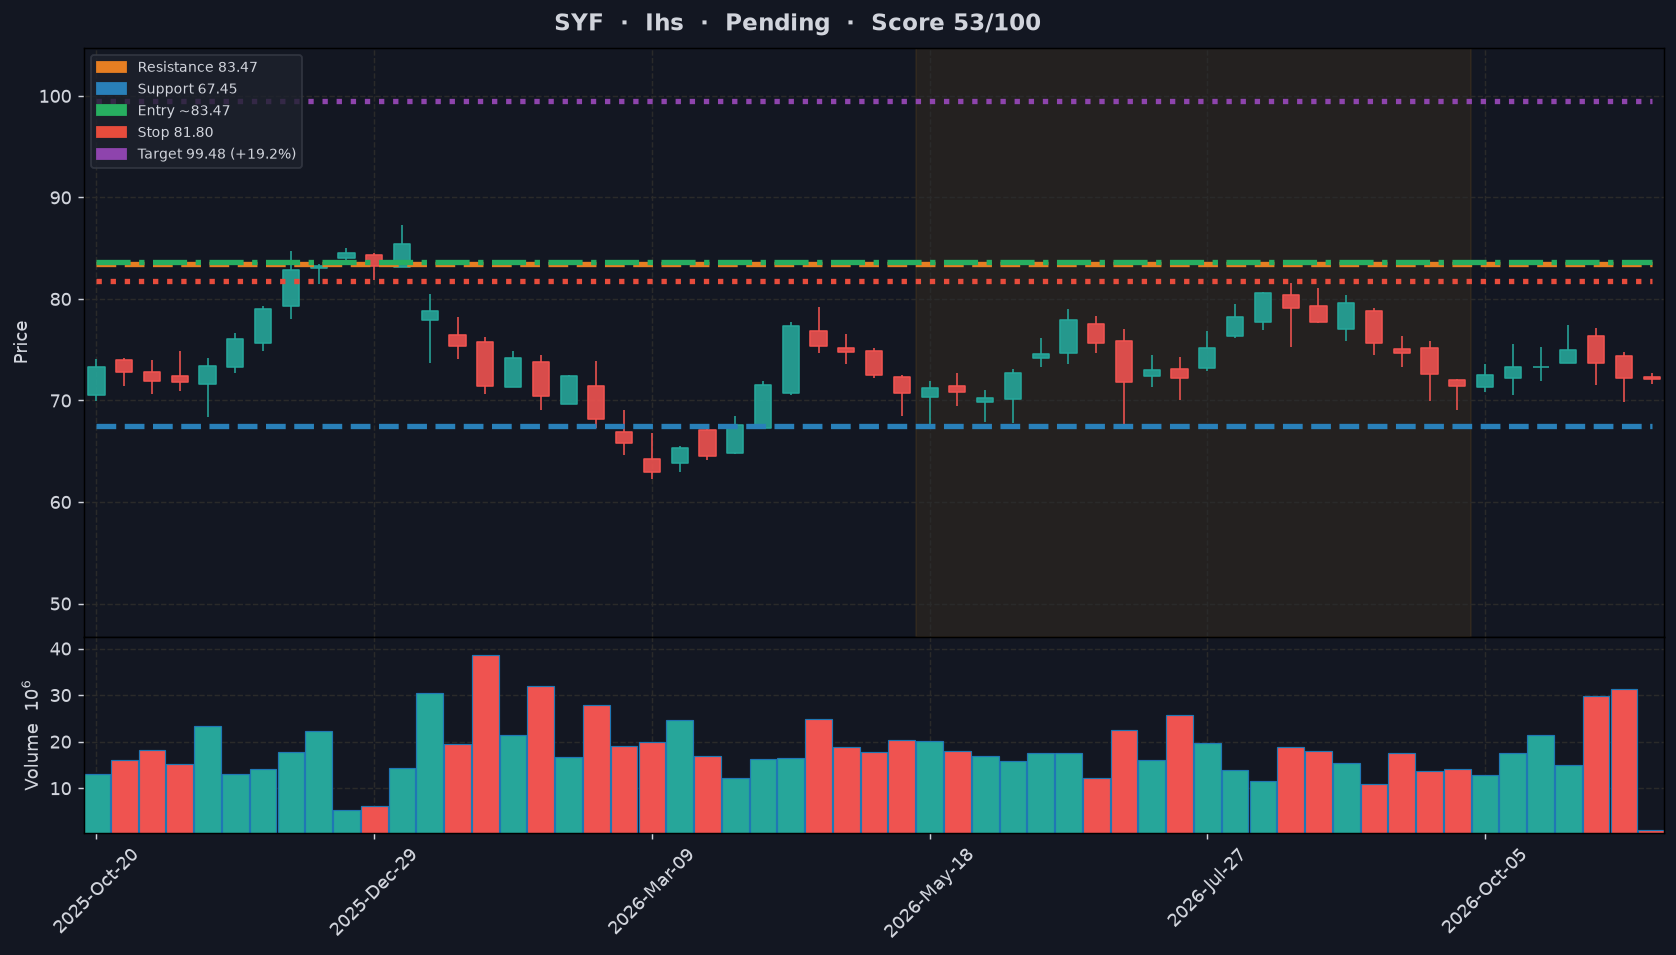 SYF · Ihs · Pending · Score 53/100
Resistance 83.47
Support 67.45
Entry ~83.47
Stop 81.80
Target 99.48 (+19.2%)
Price
100
90
80
70
60
50
Volume 10⁶
40
30
20
10
2025-Oct-20
2025-Dec-29
2026-Mar-09
2026-May-18
2026-Jul-27
2026-Oct-05